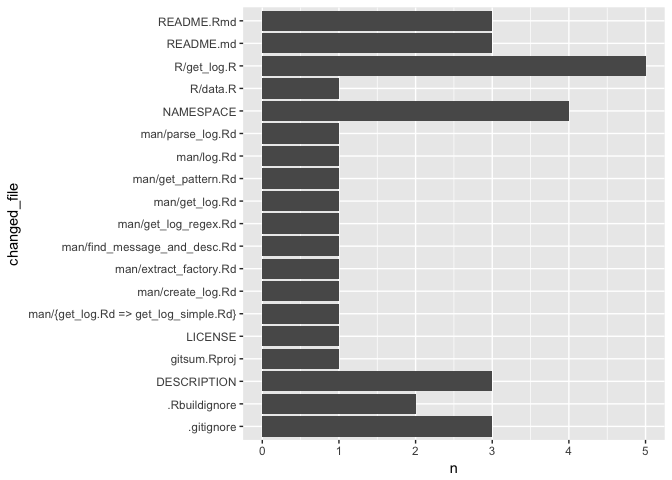 README.Rmd
README.md
R/get_log.R
R/data.R
NAMESPACE
man/parse_log.Rd
man/log.Rd
man/get_pattern.Rd
man/get_log.Rd
man/get_log_regex.Rd
man/find_message_and_desc.Rd
man/extract_factory.Rd
man/create_log.Rd
man/{get_log.Rd => get_log_simple.Rd}
LICENSE
gitsum.Rproj
DESCRIPTION
.Rbuildignore
.gitignore
changed_file
0 1 2 3 4 5
n